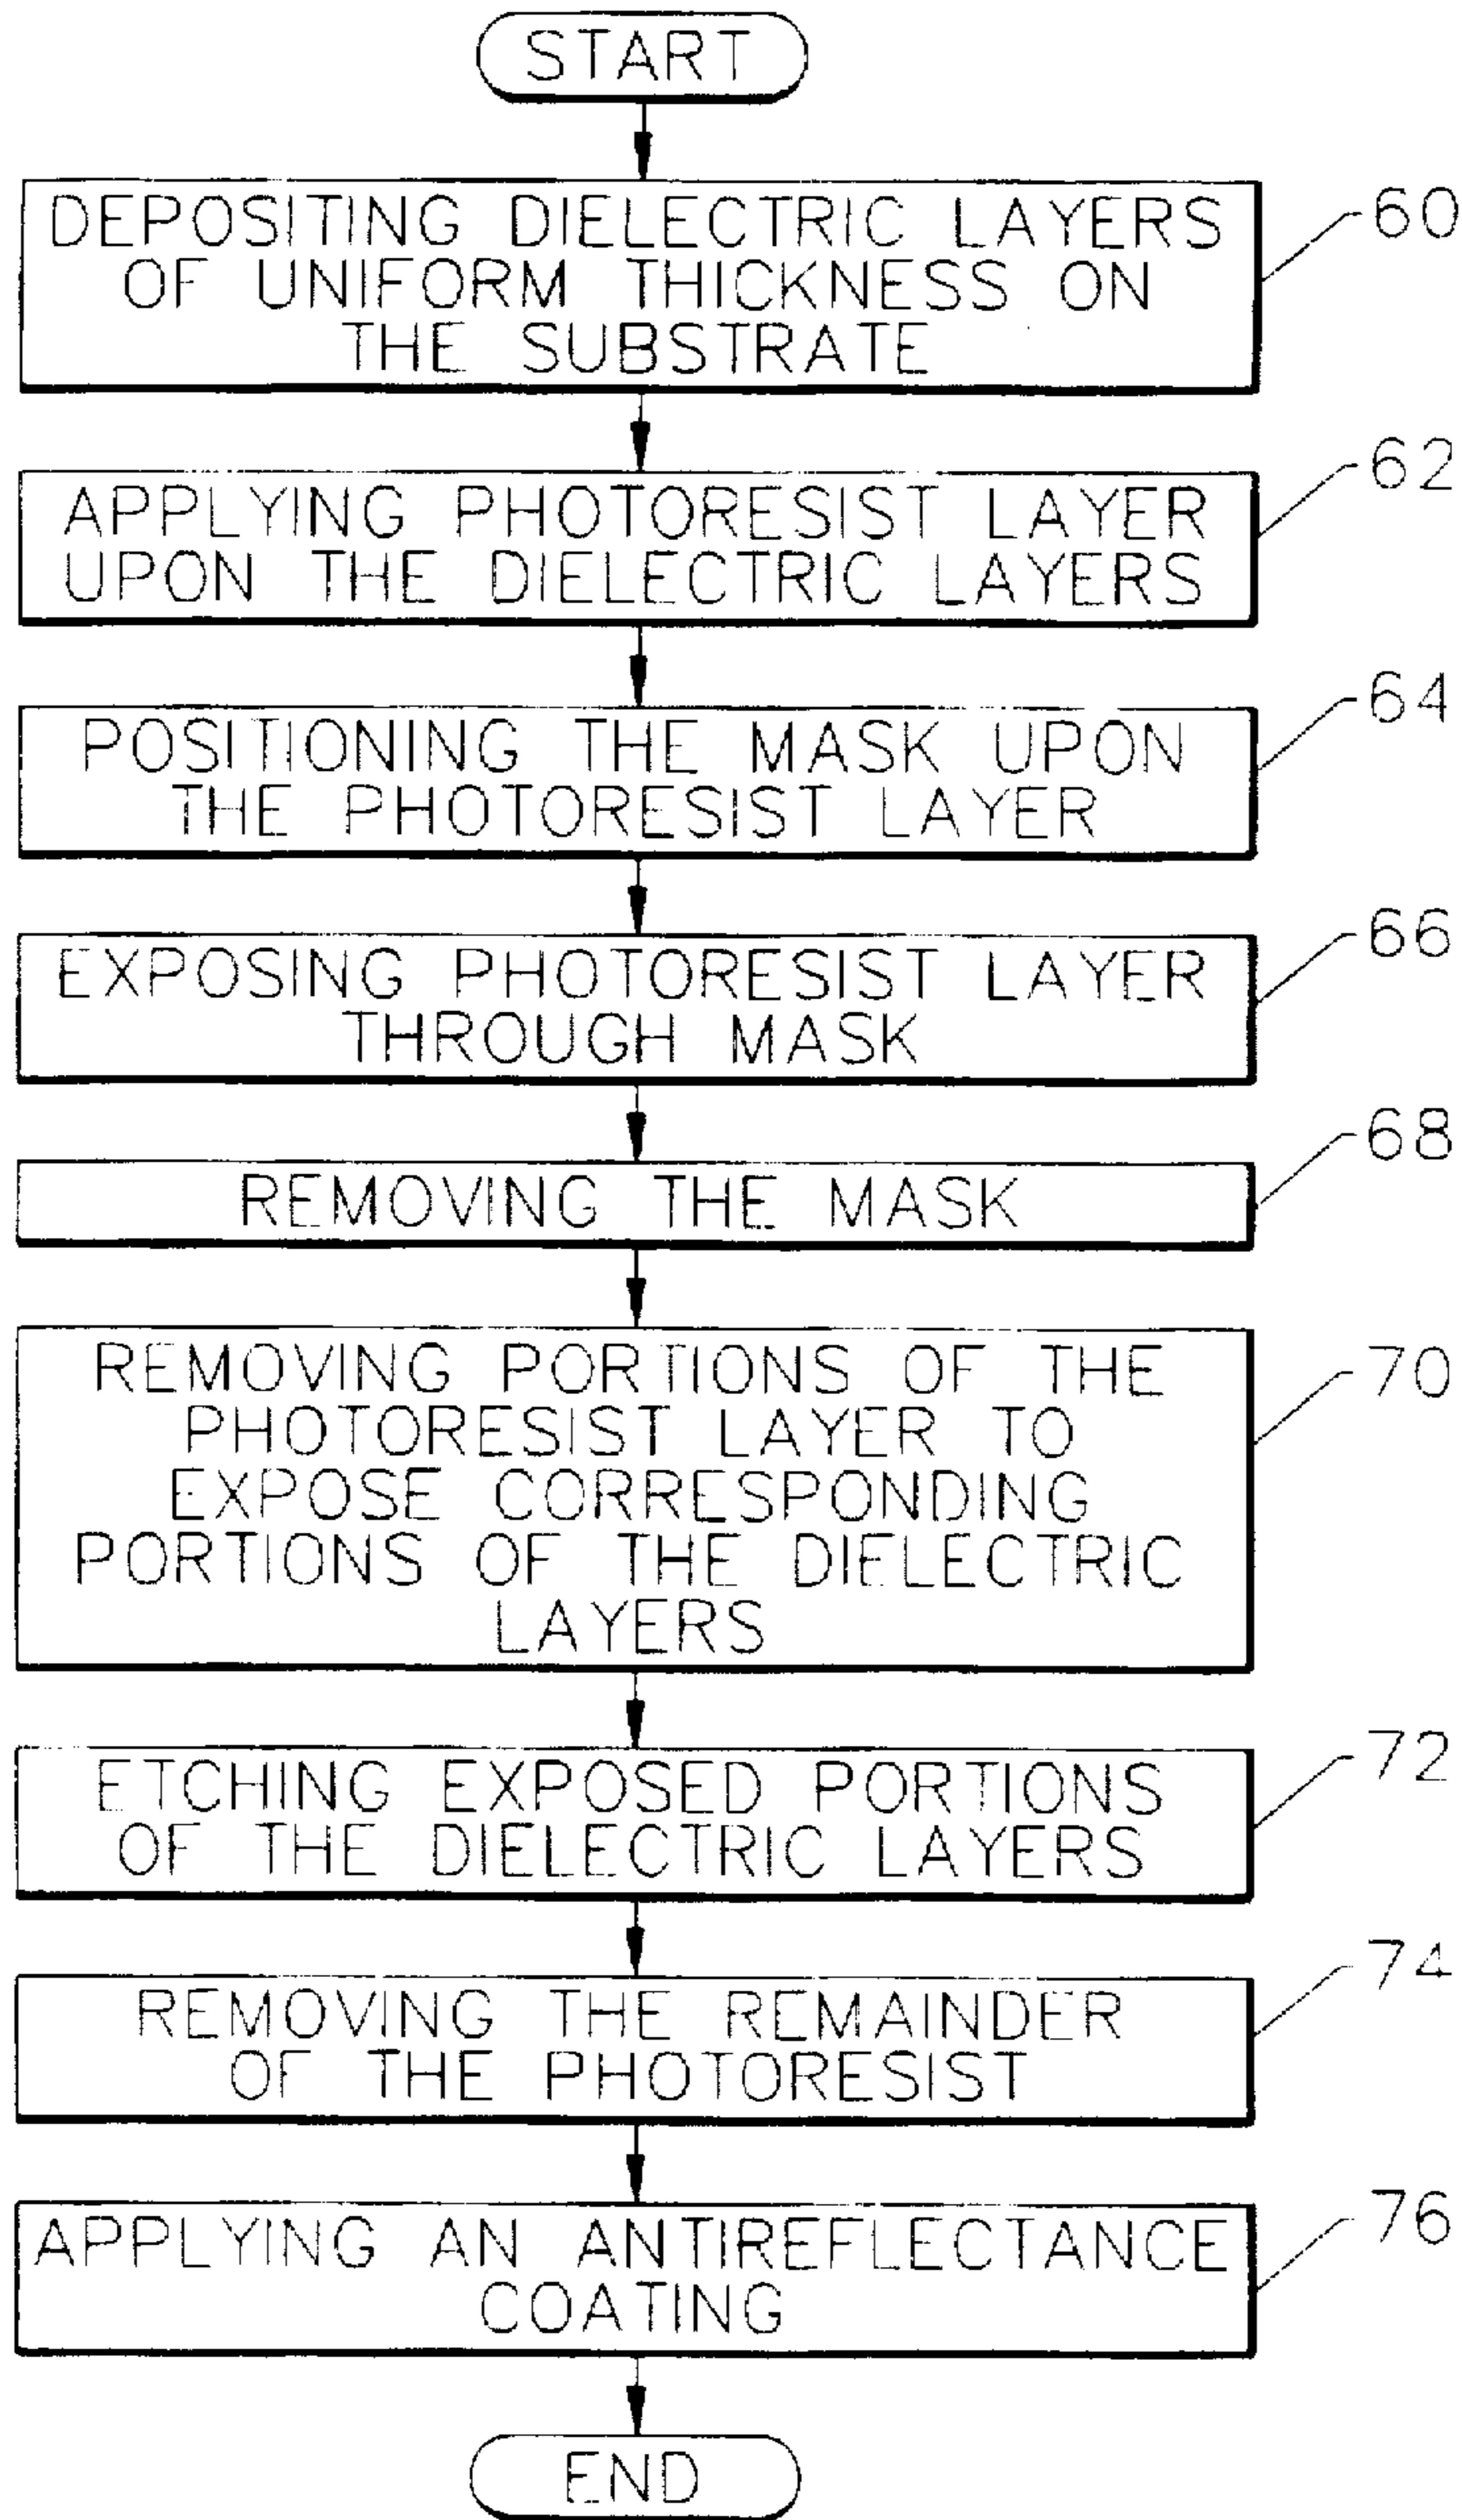 START
DEPOSITING DIELECTRIC LAYERS
OF UNIFORM THICKNESS ON
THE SUBSTRATE
60
APPLYING PHOTORESIST LAYER
UPON THE DIELECTRIC LAYERS
62
POSITIONING THE MASK UPON
THE PHOTORESIST LAYER
64
EXPOSING PHOTORESIST LAYER
THROUGH MASK
66
REMOVING THE MASK
68
REMOVING PORTIONS OF THE
PHOTORESIST LAYER TO
EXPOSE CORRESPONDING
PORTIONS OF THE DIELECTRIC
LAYERS
70
ETCHING EXPOSED PORTIONS
OF THE DIELECTRIC LAYERS
72
REMOVING THE REMAINDER
OF THE PHOTORESIST
74
APPLYING AN ANTIREFLECTANCE
COATING
76
END